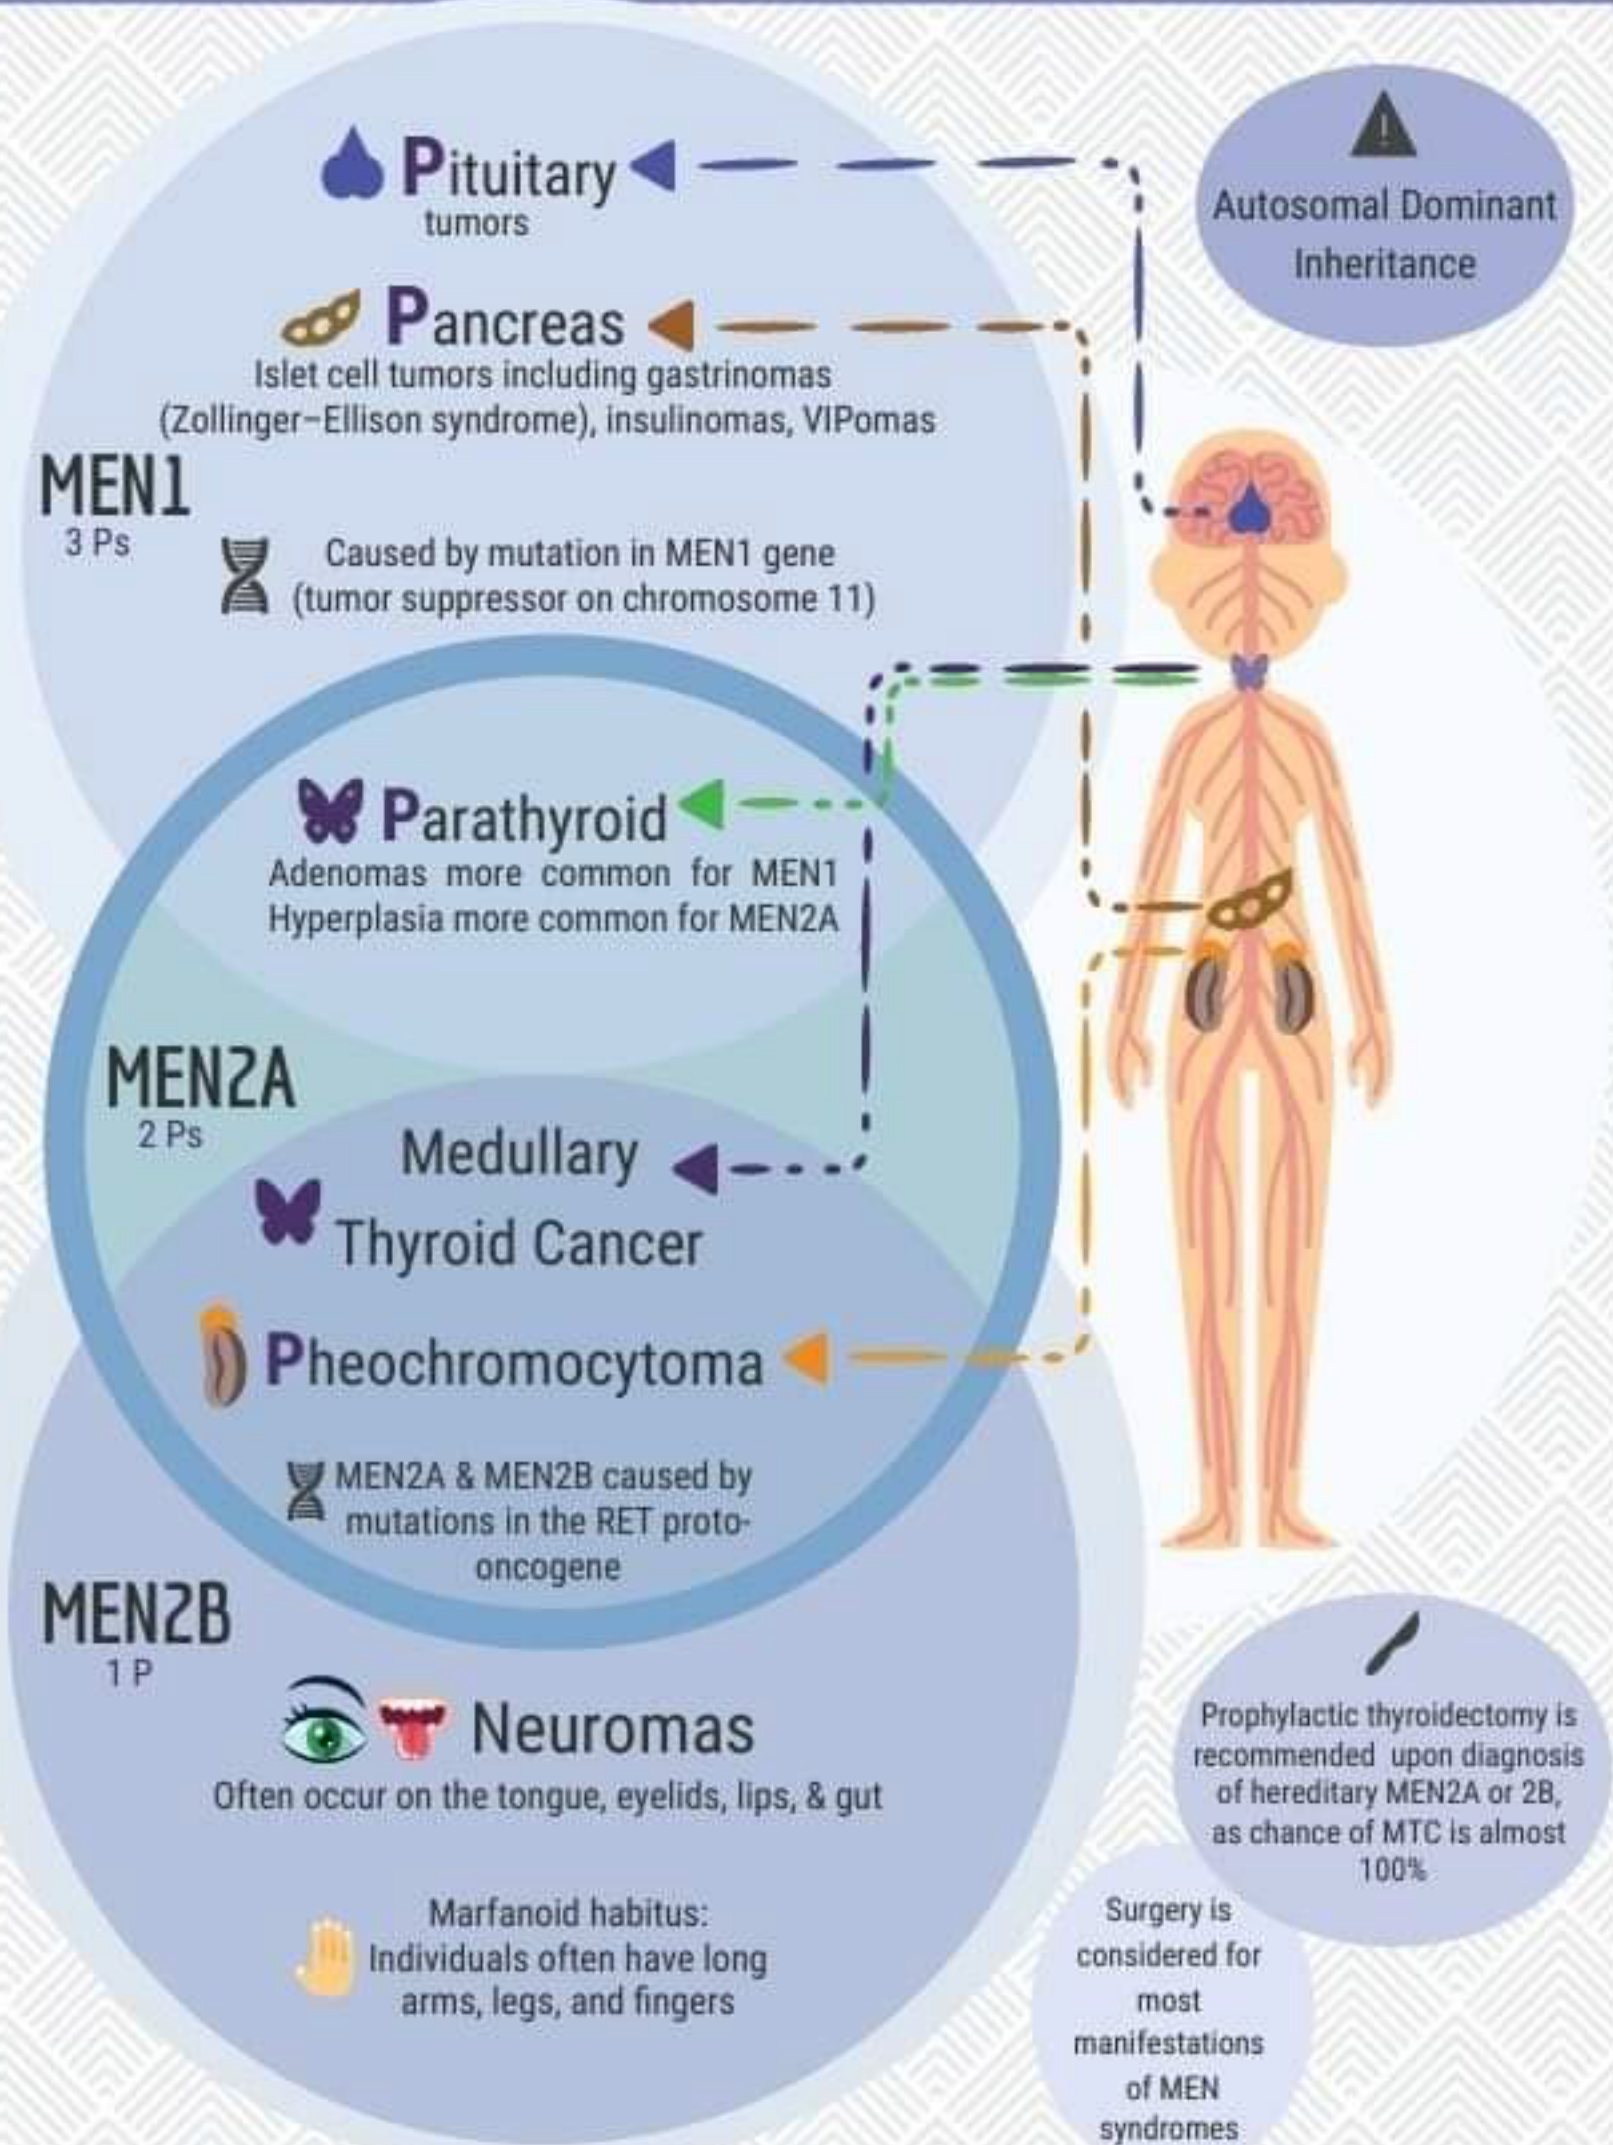 Pituitary
tumors
Autosomal Dominant
Inheritance
Pancreas
Islet cell tumors including gastrinomas
(Zollinger–Ellison syndrome), insulinomas, VIPomas
MEN1
3 Ps
Caused by mutation in MEN1 gene
(tumor suppressor on chromosome 11)
Parathyroid
Adenomas more common for MEN1
Hyperplasia more common for MEN2A
MEN2A
2 Ps
Medullary
Thyroid Cancer
Pheochromocytoma
MEN2A & MEN2B caused by
mutations in the RET proto-
oncogene
MEN2B
1 P
Neuromas
Often occur on the tongue, eyelids, lips, & gut
Marfanoid habitus:
Individuals often have long
arms, legs, and fingers
Prophylactic thyroidectomy is
recommended upon diagnosis
of hereditary MEN2A or 2B,
as chance of MTC is almost
100%
Surgery is
considered for
most
manifestations
of MEN
syndromes